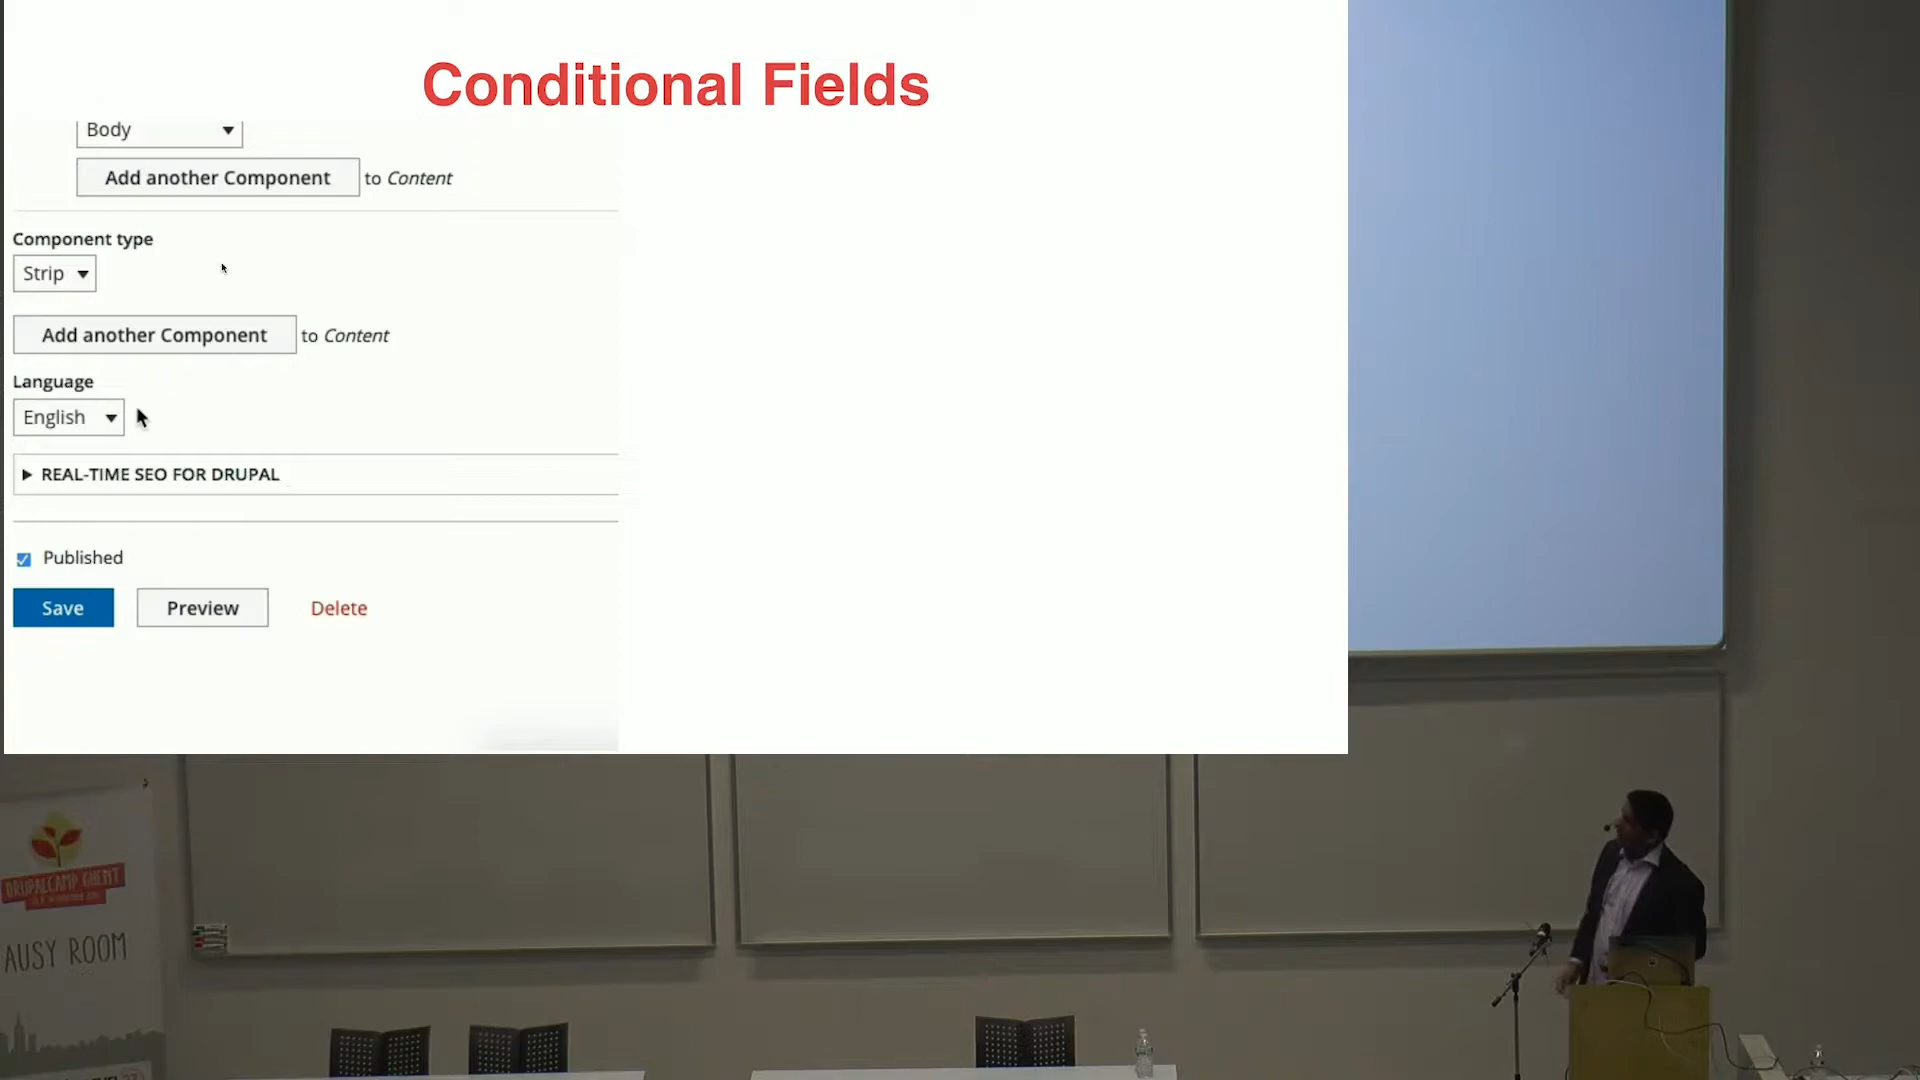 Conditional Fields
Body
Add another Component to Content
Component type
Strip
Add another Component to Content
Language
English
REAL-TIME SEO FOR DRUPAL
Published
Save Preview Delete
DRUPALCAMP GHENT
AUSY ROOM